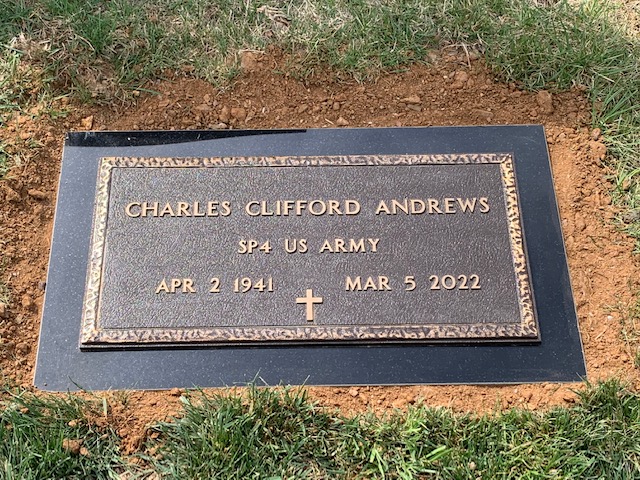 CHARLES CLIFFORD ANDREWS
SP4 US ARMY
APR 2 1941 MAR 5 2022